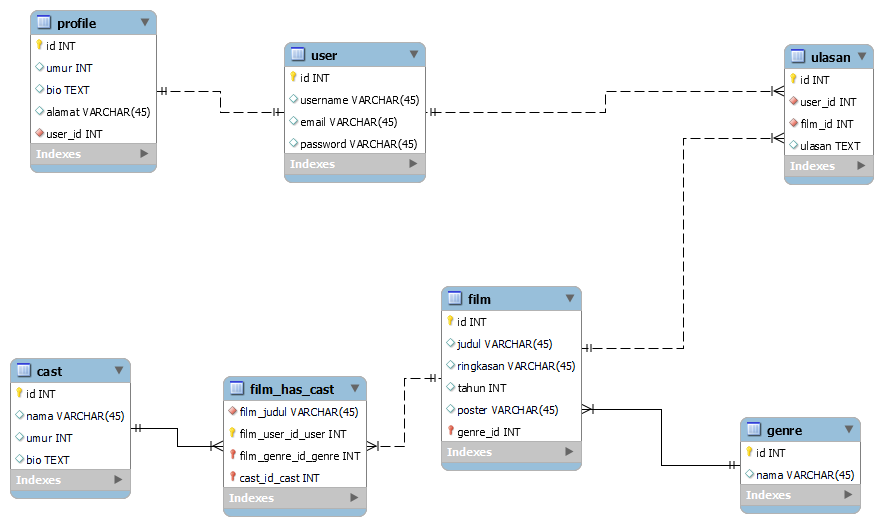 profile
id INT
umur INT
bio TEXT
alamat VARCHAR(45)
user_id INT
Indexes
user
id INT
username VARCHAR(45)
email VARCHAR(45)
password VARCHAR(45)
Indexes
ulasan
id INT
user_id INT
film_id INT
ulasan TEXT
Indexes
film
id INT
judul VARCHAR(45)
ringkasan VARCHAR(45)
tahun INT
poster VARCHAR(45)
genre_id INT
Indexes
cast
id INT
nama VARCHAR(45)
umur INT
bio TEXT
Indexes
film_has_cast
film_judul VARCHAR(45)
film_user_id_user INT
film_genre_id_genre INT
cast_id_cast INT
Indexes
genre
id INT
nama VARCHAR(45)
Indexes